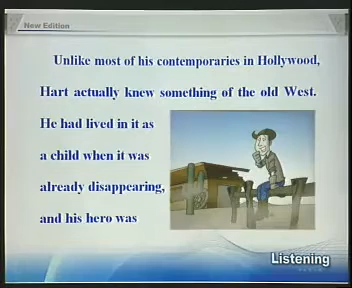 New Edition
Unlike most of his contemporaries in Hollywood,
Hart actually knew something of the old West.
He had lived in it as
a child when it was
already disappearing,
and his hero was
Listening